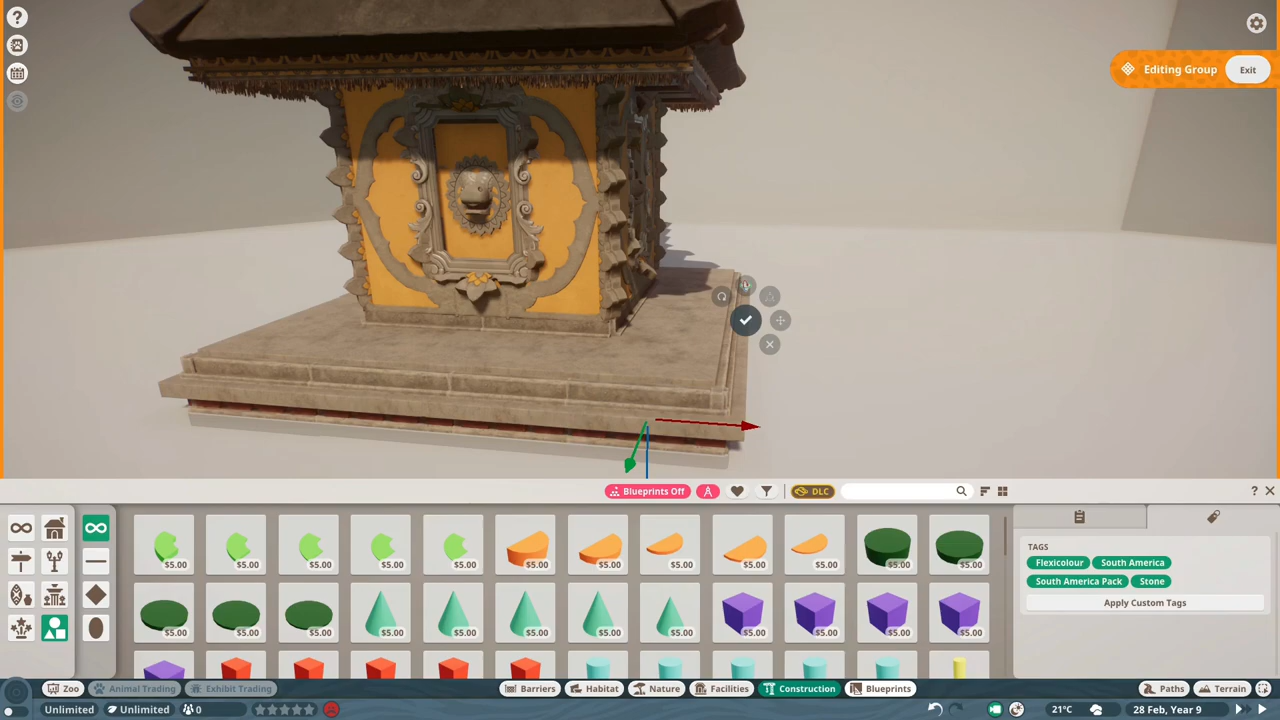 ?
Editing Group
Exit
Blueprints Off
DLC
?
$5.00 $5.00 $5.00 $5.00 $5.00 $5.00 $5.00 $5.00 $5.00 $5.00 $5.00 $5.00
$5.00 $5.00 $5.00 $5.00 $5.00 $5.00 $5.00 $5.00 $5.00 $5.00 $5.00 $5.00
TAGS
Flexicolour South America
South America Pack Stone
Apply Custom Tags
Zoo Animal Trading Exhibit Trading Barriers Habitat Nature Facilities Construction Blueprints Paths Terrain
Unlimited Unlimited 0 21°C 28 Feb, Year 9